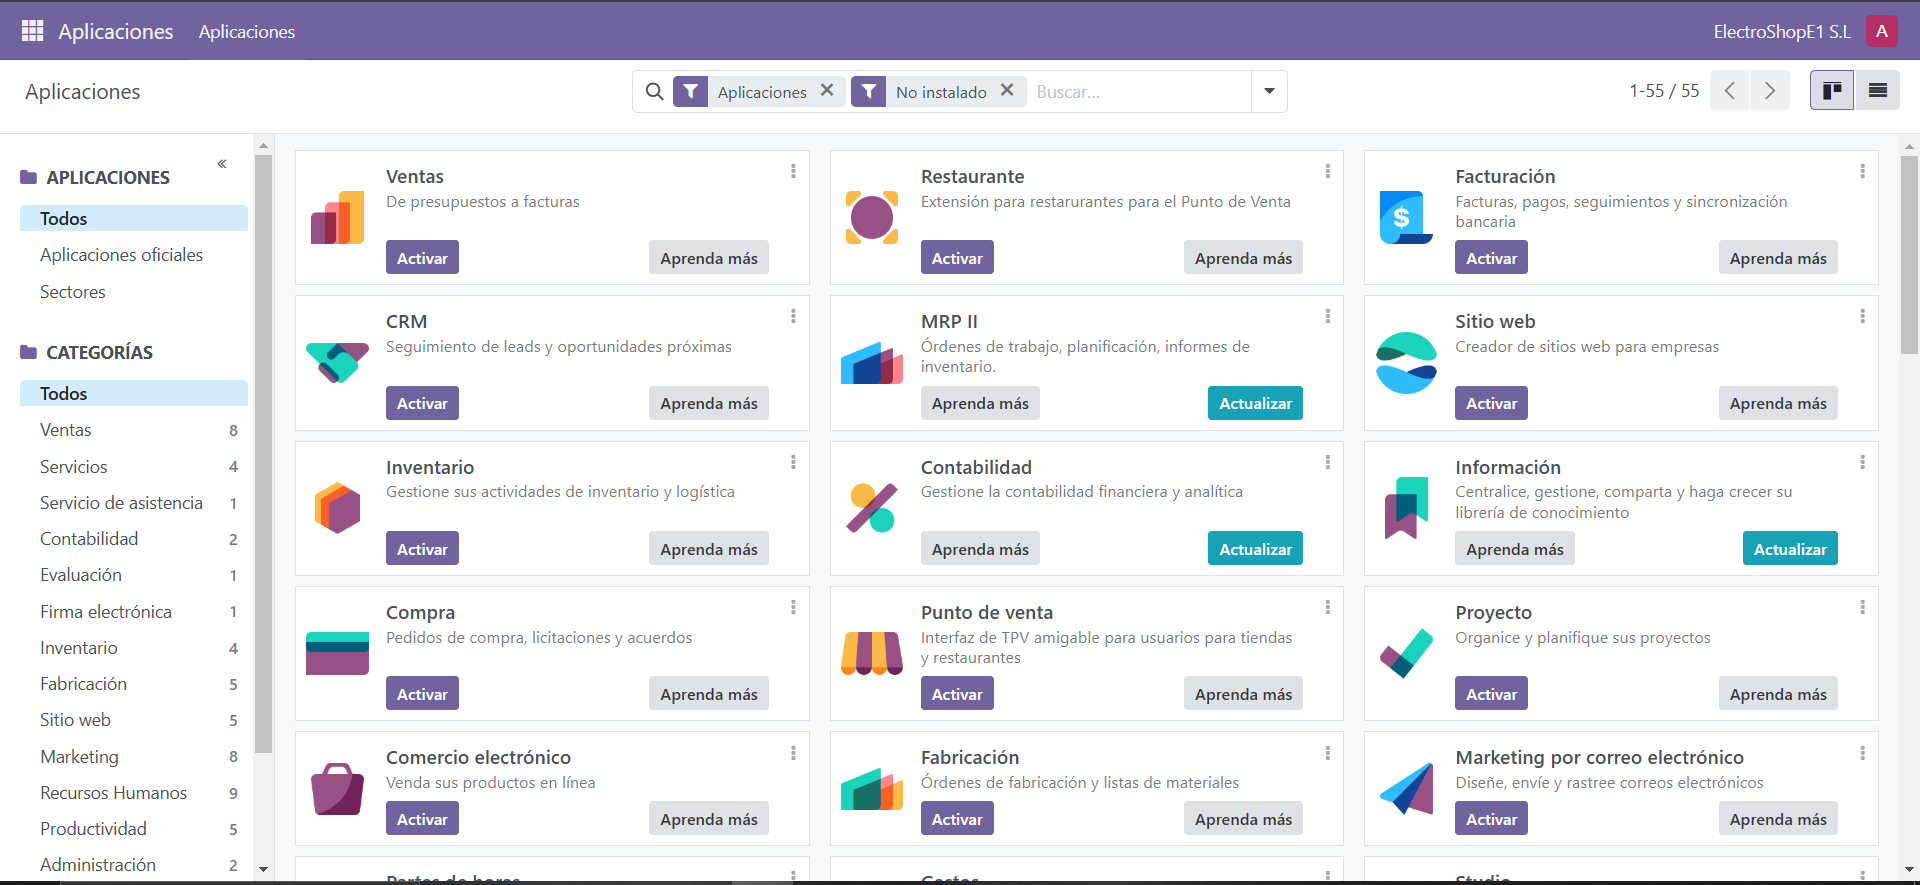 Aplicaciones Aplicaciones ElectroShopE1 S.L A
Aplicaciones
Aplicaciones No instalado Buscar...
1-55 / 55
APLICACIONES
Todos
Aplicaciones oficiales
Sectores
CATEGORÍAS
Todos
Ventas 8
Servicios 4
Servicio de asistencia 1
Contabilidad 2
Evaluación 1
Firma electrónica 1
Inventario 4
Fabricación 5
Sitio web 5
Marketing 8
Recursos Humanos 9
Productividad 5
Administración 2
Ventas
De presupuestos a facturas
Activar Aprenda más
Restaurante
Extensión para restarurantes para el Punto de Venta
Activar Aprenda más
Facturación
Facturas, pagos, seguimientos y sincronización
bancaria
Activar Aprenda más
CRM
Seguimiento de leads y oportunidades próximas
Activar Aprenda más
MRP II
Órdenes de trabajo, planificación, informes de
inventario.
Aprenda más Actualizar
Sitio web
Creador de sitios web para empresas
Activar Aprenda más
Inventario
Gestione sus actividades de inventario y logística
Activar Aprenda más
Contabilidad
Gestione la contabilidad financiera y analítica
Aprenda más Actualizar
Información
Centralice, gestione, comparta y haga crecer su
librería de conocimiento
Aprenda más Actualizar
Compra
Pedidos de compra, licitaciones y acuerdos
Activar Aprenda más
Punto de venta
Interfaz de TPV amigable para usuarios para tiendas
y restaurantes
Activar Aprenda más
Proyecto
Organice y planifique sus proyectos
Activar Aprenda más
Comercio electrónico
Venda sus productos en línea
Activar Aprenda más
Fabricación
Órdenes de fabricación y listas de materiales
Activar Aprenda más
Marketing por correo electrónico
Diseñe, envíe y rastree correos electrónicos
Activar Aprenda más
Partes de horas
Gastos
Studio